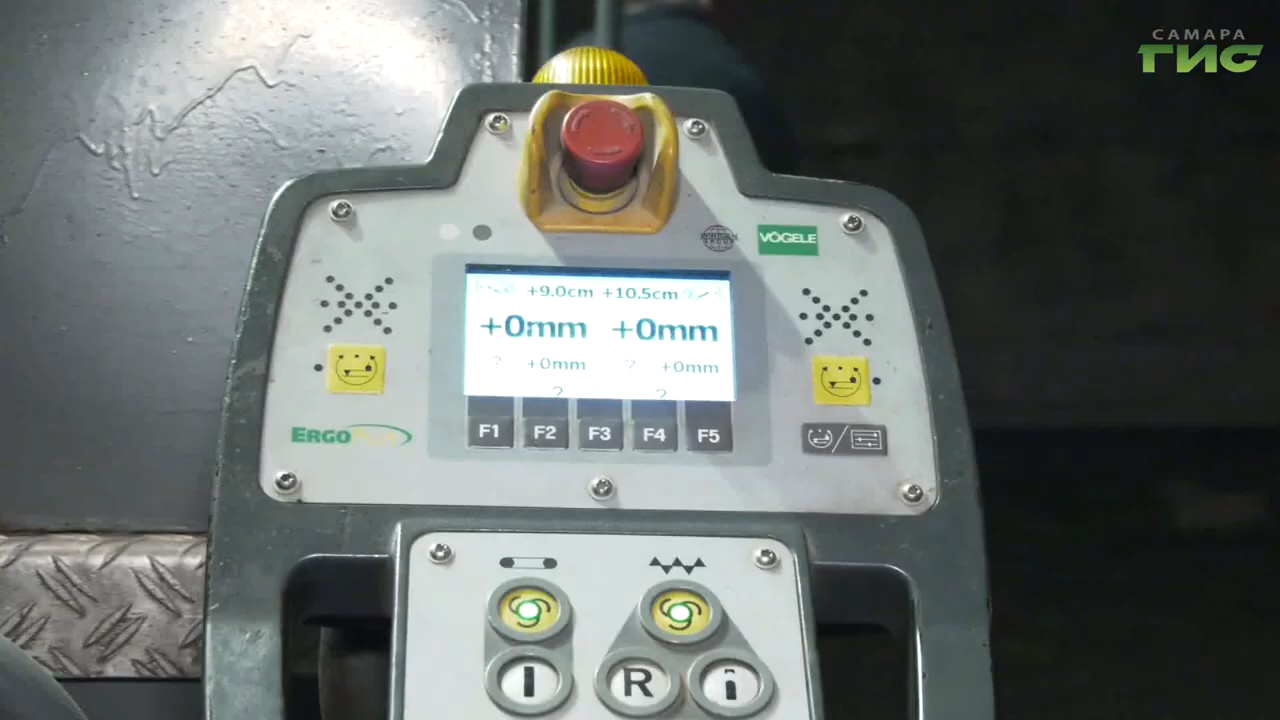 САМАРА
ГИС
VÖGELE
+9.0cm +10.5cm
+0mm +0mm
? +0mm ? +0mm
? ?
ERGOPLUS
F1 F2 F3 F4 F5
I R